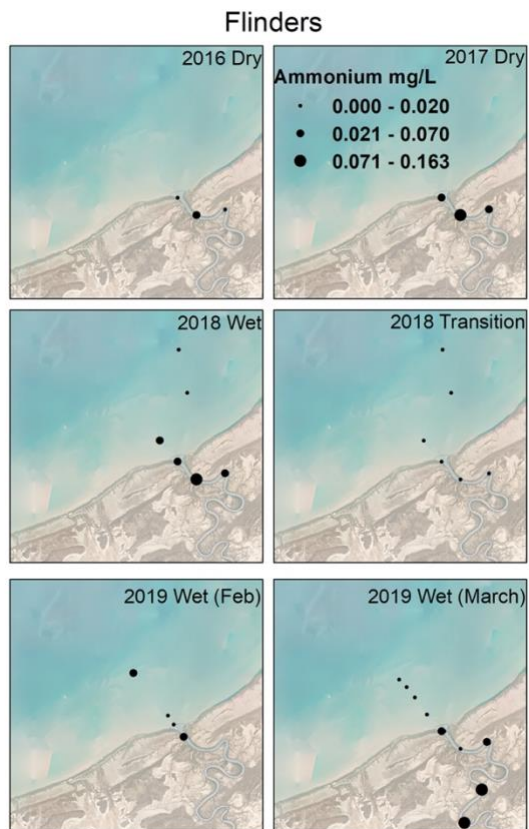 Flinders
2016 Dry
2017 Dry
Ammonium mg/L
0.000 - 0.020
0.021 - 0.070
0.071 - 0.163
2018 Wet
2018 Transition
2019 Wet (Feb)
2019 Wet (March)